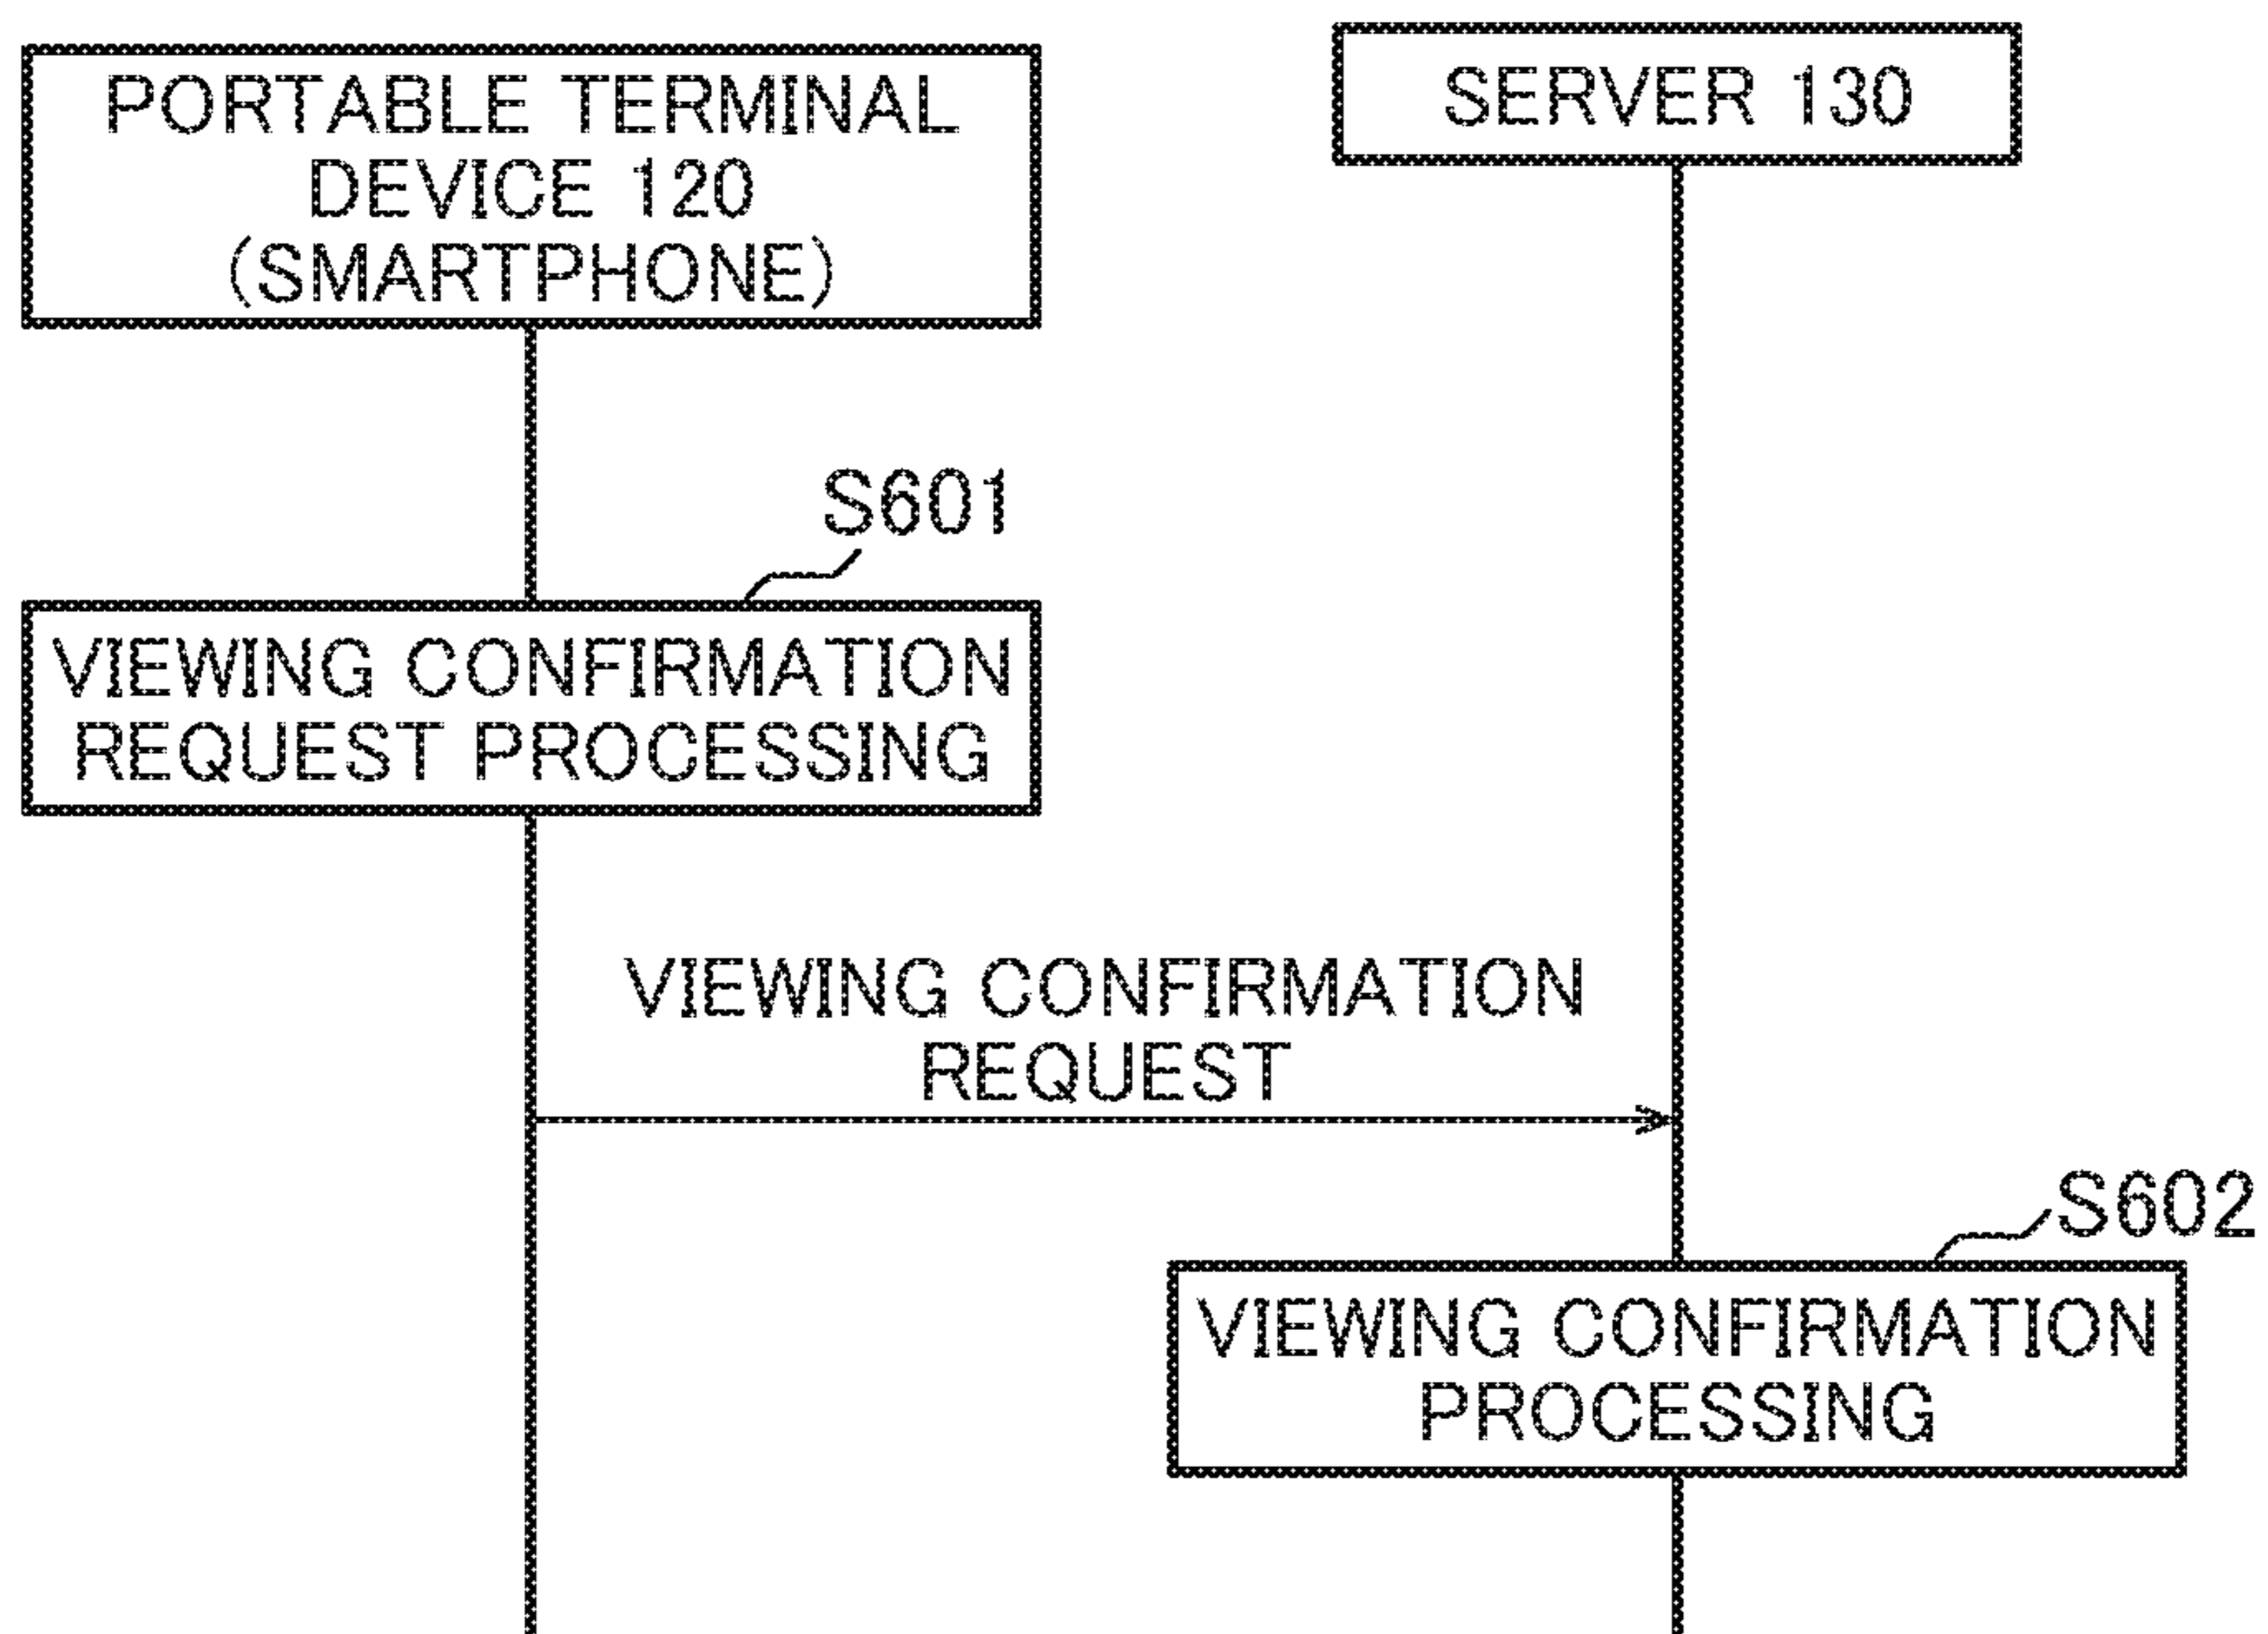 PORTABLE TERMINAL
DEVICE 120
(SMARTPHONE)
SERVER 130
S601
VIEWING CONFIRMATION
REQUEST PROCESSING
VIEWING CONFIRMATION
REQUEST
S602
VIEWING CONFIRMATION
PROCESSING